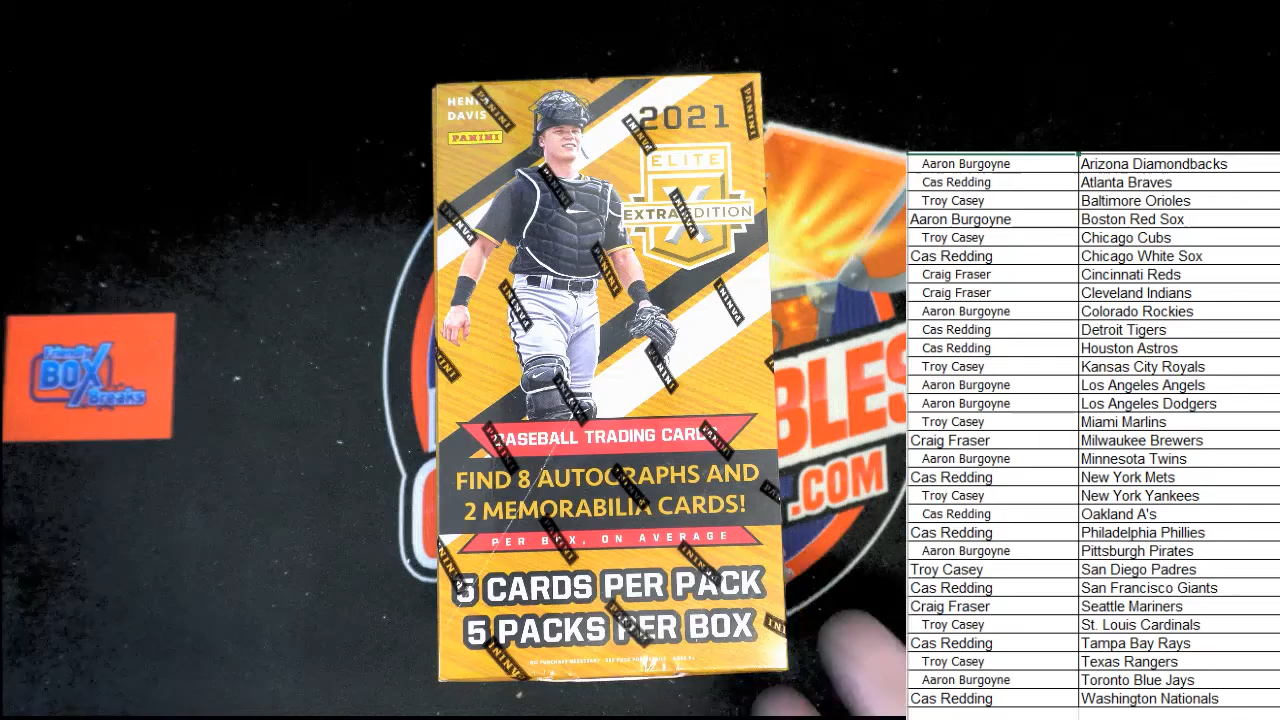 HENRY
DAVIS
PANINI
2021
ELITE
EXTRA EDITION
X
BASEBALL TRADING CARDS
FIND 8 AUTOGRAPHS AND
2 MEMORABILIA CARDS!
PER BOX, ON AVERAGE
5 CARDS PER PACK
5 PACKS PER BOX
Friendly
BOX
Breaks
BLES
.COM
Aaron Burgoyne Arizona Diamondbacks
Cas Redding Atlanta Braves
Troy Casey Baltimore Orioles
Aaron Burgoyne Boston Red Sox
Troy Casey Chicago Cubs
Cas Redding Chicago White Sox
Craig Fraser Cincinnati Reds
Craig Fraser Cleveland Indians
Aaron Burgoyne Colorado Rockies
Cas Redding Detroit Tigers
Cas Redding Houston Astros
Troy Casey Kansas City Royals
Aaron Burgoyne Los Angeles Angels
Aaron Burgoyne Los Angeles Dodgers
Troy Casey Miami Marlins
Craig Fraser Milwaukee Brewers
Aaron Burgoyne Minnesota Twins
Cas Redding New York Mets
Troy Casey New York Yankees
Cas Redding Oakland A's
Cas Redding Philadelphia Phillies
Aaron Burgoyne Pittsburgh Pirates
Troy Casey San Diego Padres
Cas Redding San Francisco Giants
Craig Fraser Seattle Mariners
Troy Casey St. Louis Cardinals
Cas Redding Tampa Bay Rays
Troy Casey Texas Rangers
Aaron Burgoyne Toronto Blue Jays
Cas Redding Washington Nationals